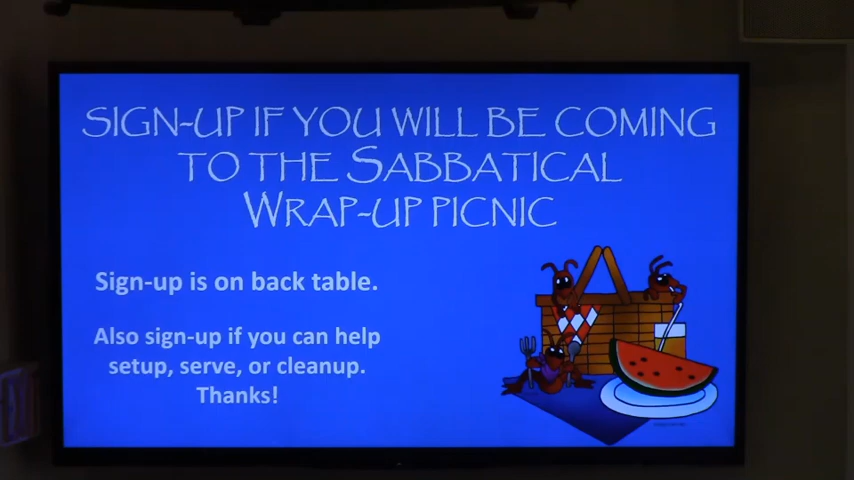 SIGN-UP IF YOU WILL BE COMING
TO THE SABBATICAL
WRAP-UP PICNIC
Sign-up is on back table.
Also sign-up if you can help
setup, serve, or cleanup.
Thanks!